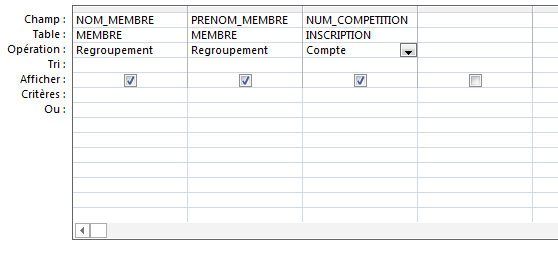 Champ : NOM_MEMBRE PRENOM_MEMBRE NUM_COMPETITION
Table : MEMBRE MEMBRE INSCRIPTION
Opération : Regroupement Regroupement Compte
Tri :
Afficher :
Critères :
Ou :